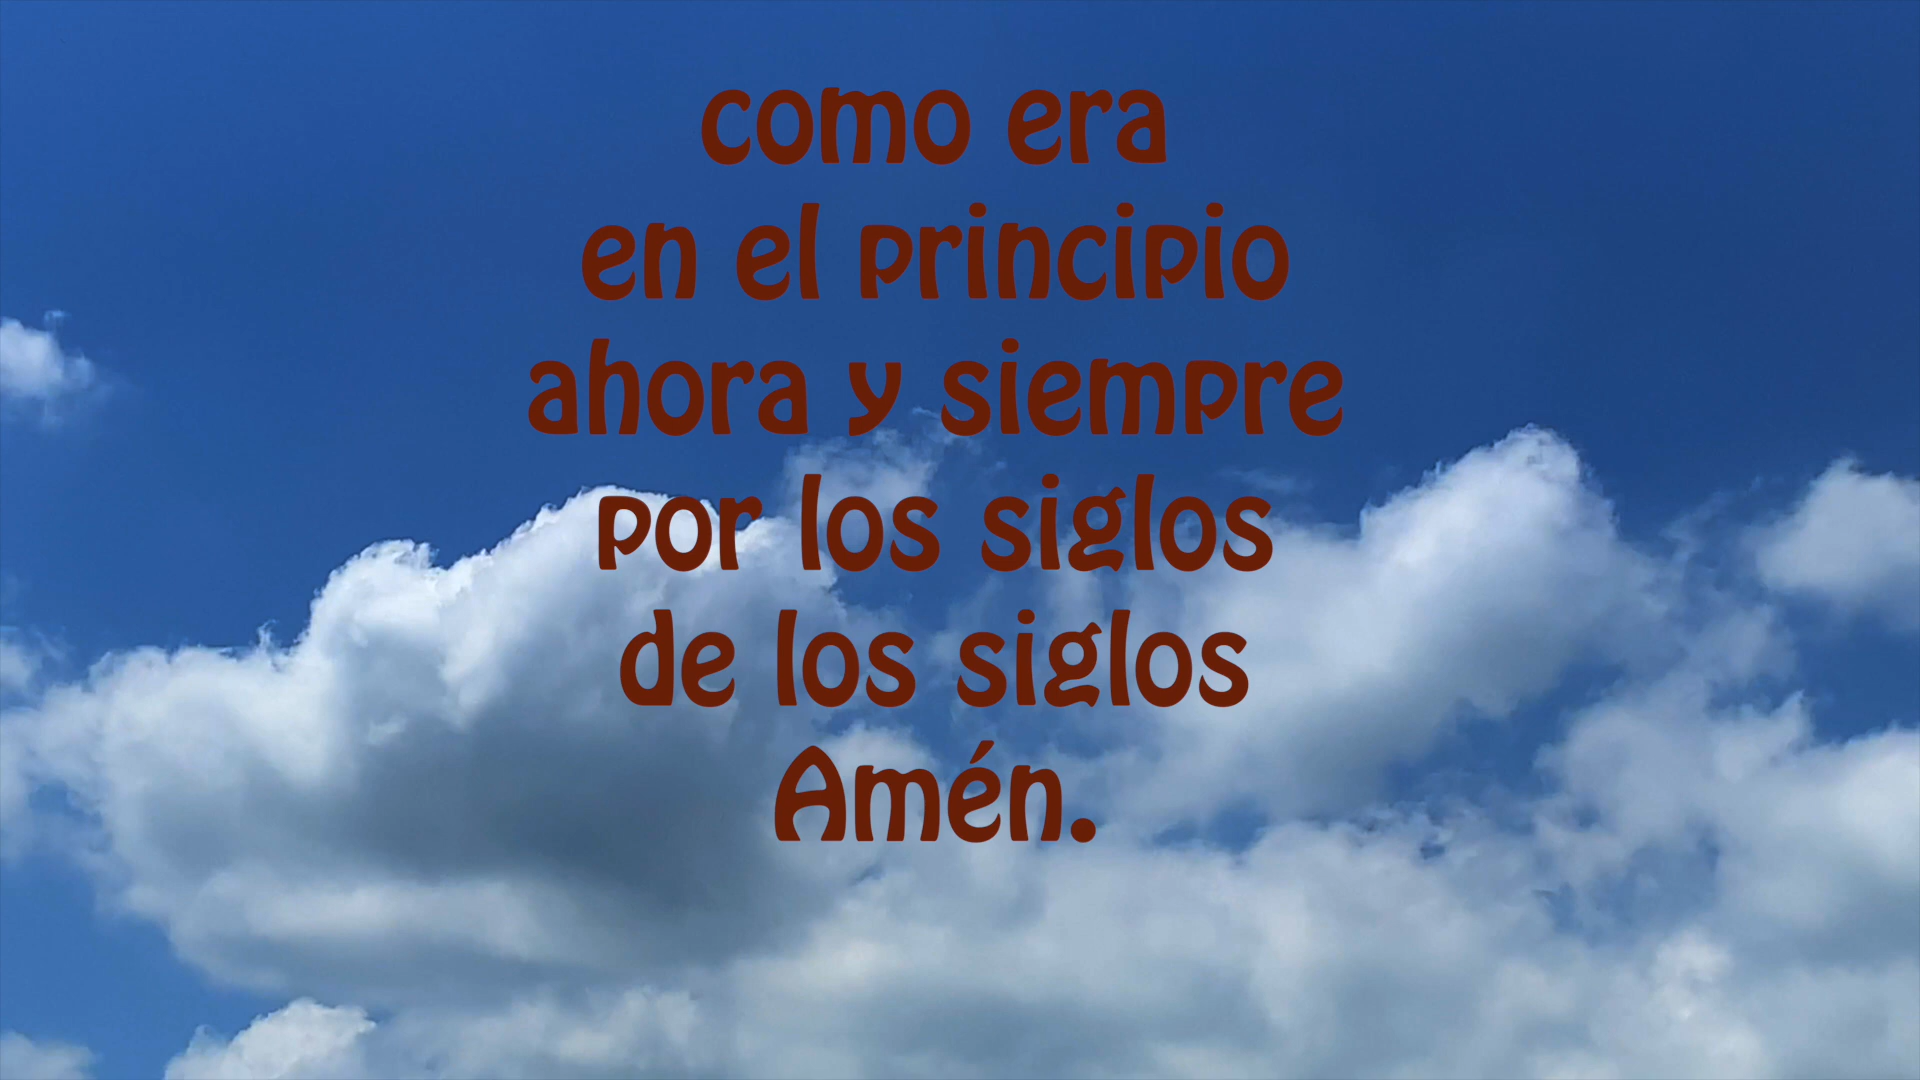 como era
en el principio
ahora y siempre
por los siglos
de los siglos
Amén.